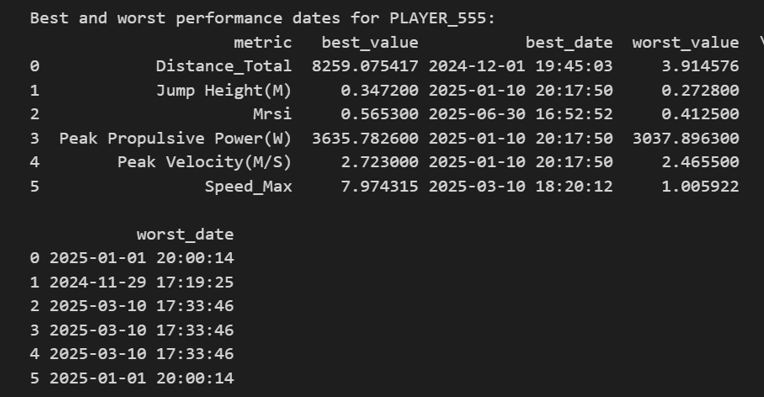 Best and worst performance dates for PLAYER_555:
metric best_value best_date worst_value \
0 Distance_Total 8259.075417 2024-12-01 19:45:03 3.914576
1 Jump Height(M) 0.347200 2025-01-10 20:17:50 0.272800
2 Mrsi 0.565300 2025-06-30 16:52:52 0.412500
3 Peak Propulsive Power(W) 3635.782600 2025-01-10 20:17:50 3037.896300
4 Peak Velocity(M/S) 2.723000 2025-01-10 20:17:50 2.465500
5 Speed_Max 7.974315 2025-03-10 18:20:12 1.005922
worst_date
0 2025-01-01 20:00:14
1 2024-11-29 17:19:25
2 2025-03-10 17:33:46
3 2025-03-10 17:33:46
4 2025-03-10 17:33:46
5 2025-01-01 20:00:14